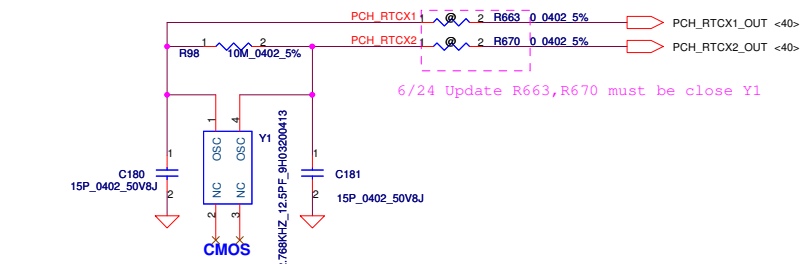 PCH_RTCX1 1 @ 2 R663 0_0402_5% PCH_RTCX1_OUT <40>
PCH_RTCX2 1 @ 2 R670 0_0402_5% PCH_RTCX2_OUT <40>
R98 1 2 10M_0402_5%
6/24 Update R663,R670 must be close Y1
1 4 Y1
OSC OSC
NC NC
2 3
.768KHZ_12.5PF_9H03200413
C180 1
15P_0402_50V8J 2
1 C181
2 15P_0402_50V8J
CMOS